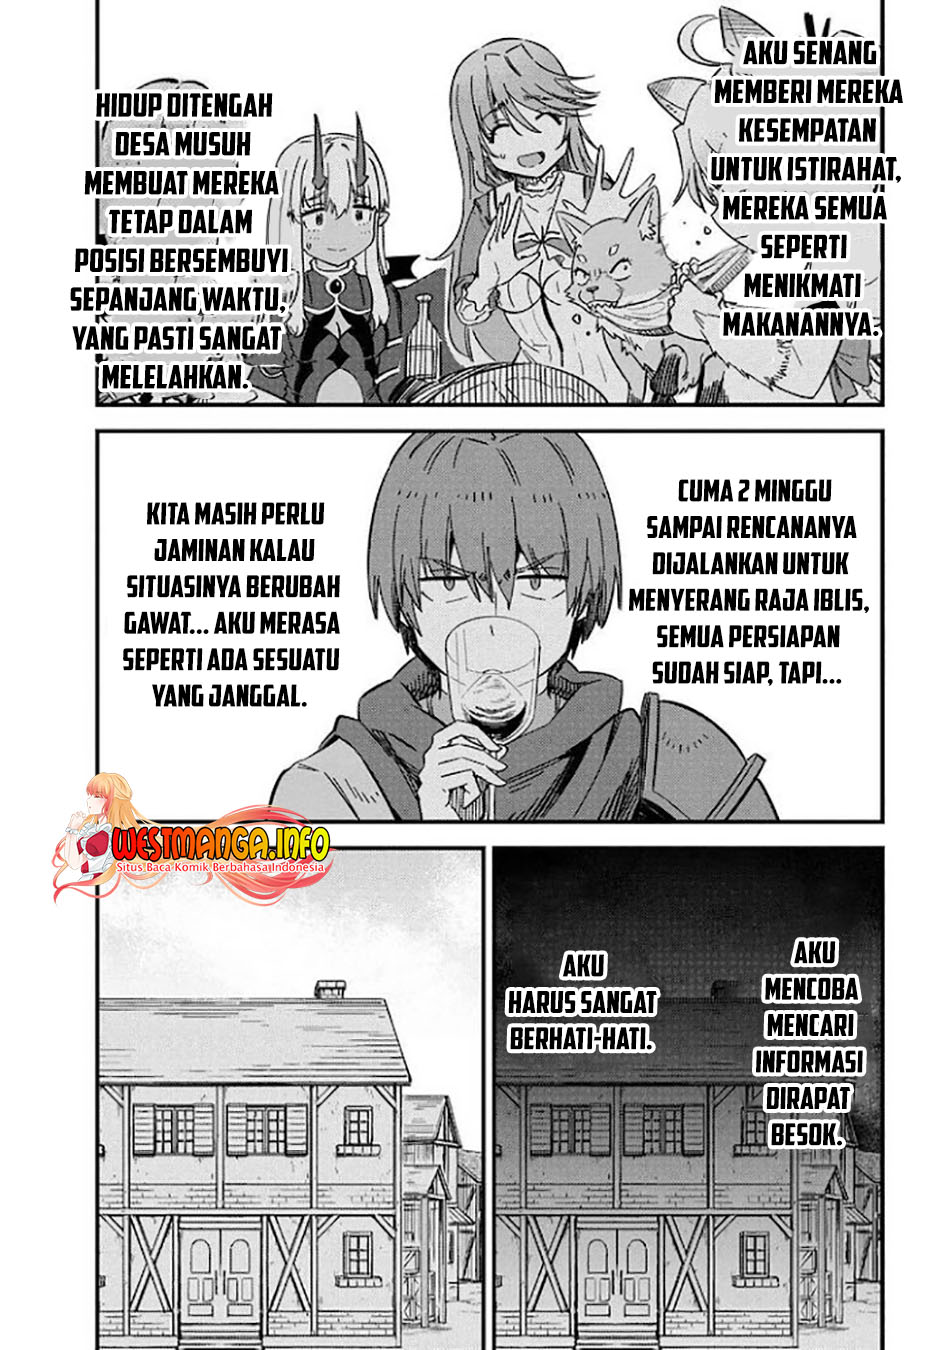 AKU SENANG
MEMBERI MEREKA
KESEMPATAN
UNTUK ISTIRAHAT,
MEREKA SEMUA
SEPERTI
MENIKMATI
MAKANANNYA.
HIDUP DITENGAH
DESA MUSUH
MEMBUAT MEREKA
TETAP DALAM
POSISI BERSEMBUYI
SEPANJANG WAKTU,
YANG PASTI SANGAT
MELELAHKAN.
CUMA 2 MINGGU
SAMPAI RENCANANYA
DIJALANKAN UNTUK
MENYERANG RAJA IBLIS,
SEMUA PERSIAPAN
SUDAH SIAP, TAPI...
KITA MASIH PERLU
JAMINAN KALAU
SITUASINYA BERUBAH
GAWAT... AKU MERASA
SEPERTI ADA SESUATU
YANG JANGGAL.
WESTMANGA.INFO
Situs Baca Komik Berbahasa Indonesia
AKU
MENCOBA
MENCARI
INFORMASI
DIRAPAT
BESOK.
AKU
HARUS SANGAT
BERHATI-HATI.